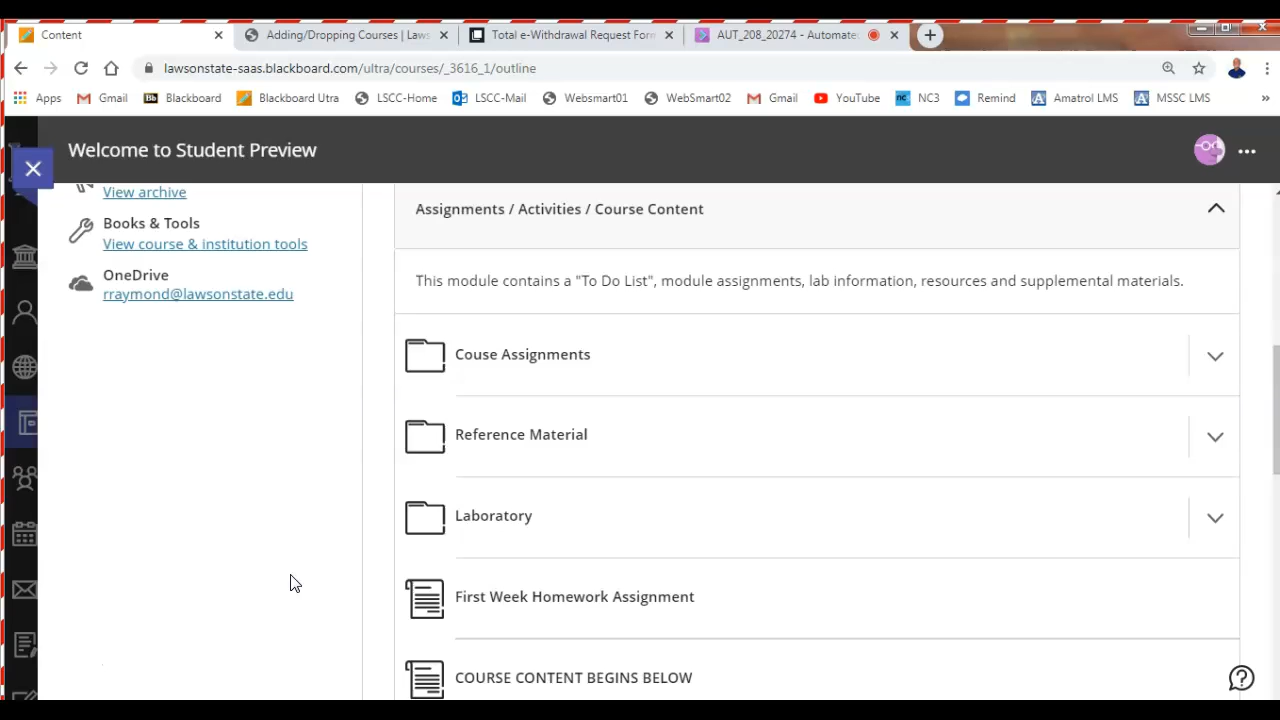 Content
Adding/Dropping Courses | Laws
Total e-Withdrawal Request Form
AUT_208_20274 - Automate
lawsonstate-saas.blackboard.com/ultra/courses/_3616_1/outline
Apps
Gmail
Bb
Blackboard
Blackboard Utra
LSCC-Home
LSCC-Mail
Websmart01
WebSmart02
Gmail
YouTube
nc
NC3
Remind
Amatrol LMS
MSSC LMS
»
Welcome to Student Preview
View archive
Books & Tools
View course & institution tools
OneDrive
rraymond@lawsonstate.edu
Assignments / Activities / Course Content
This module contains a "To Do List", module assignments, lab information, resources and supplemental materials.
Couse Assignments
Reference Material
Laboratory
First Week Homework Assignment
COURSE CONTENT BEGINS BELOW